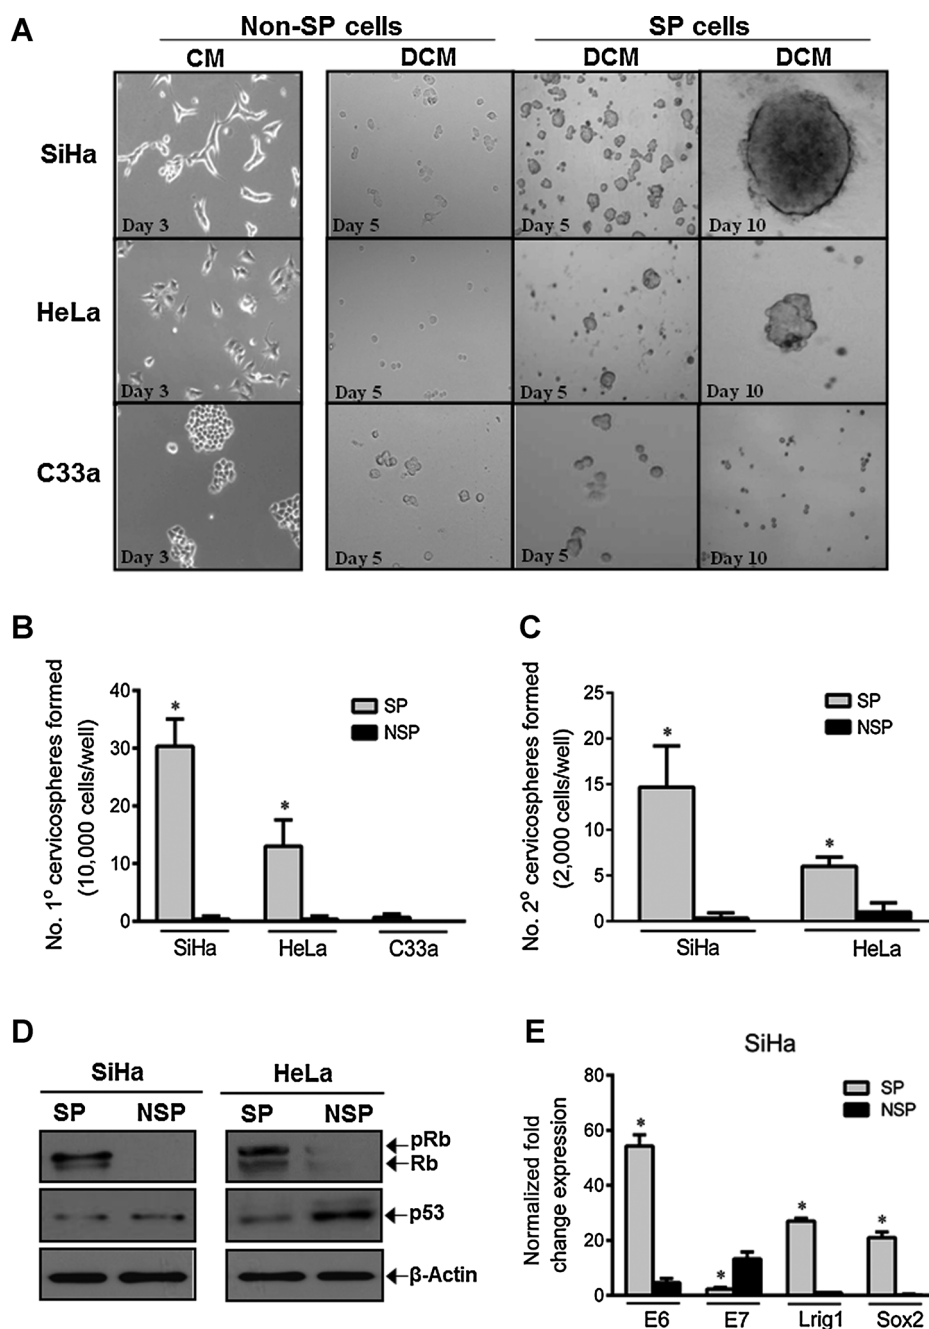 A
Non-SP cells
SP cells
CM
DCM
DCM
DCM
SiHa
Day 3
Day 5
Day 5
Day 10
HeLa
Day 3
Day 5
Day 5
Day 10
C33a
Day 3
Day 5
Day 5
Day 10
B
No. 1° cervicospheres formed
(10,000 cells/well)
40
30
20
10
0
*
*
SP
NSP
SiHa
HeLa
C33a
C
No. 2° cervicospheres formed
(2,000 cells/well)
25
20
15
10
5
0
*
*
SP
NSP
SiHa
HeLa
D
SiHa
HeLa
SP
NSP
SP
NSP
pRb
Rb
p53
β-Actin
E
SiHa
Normalized fold
change expression
80
60
40
20
0
*
*
*
*
SP
NSP
E6
E7
Lrig1
Sox2